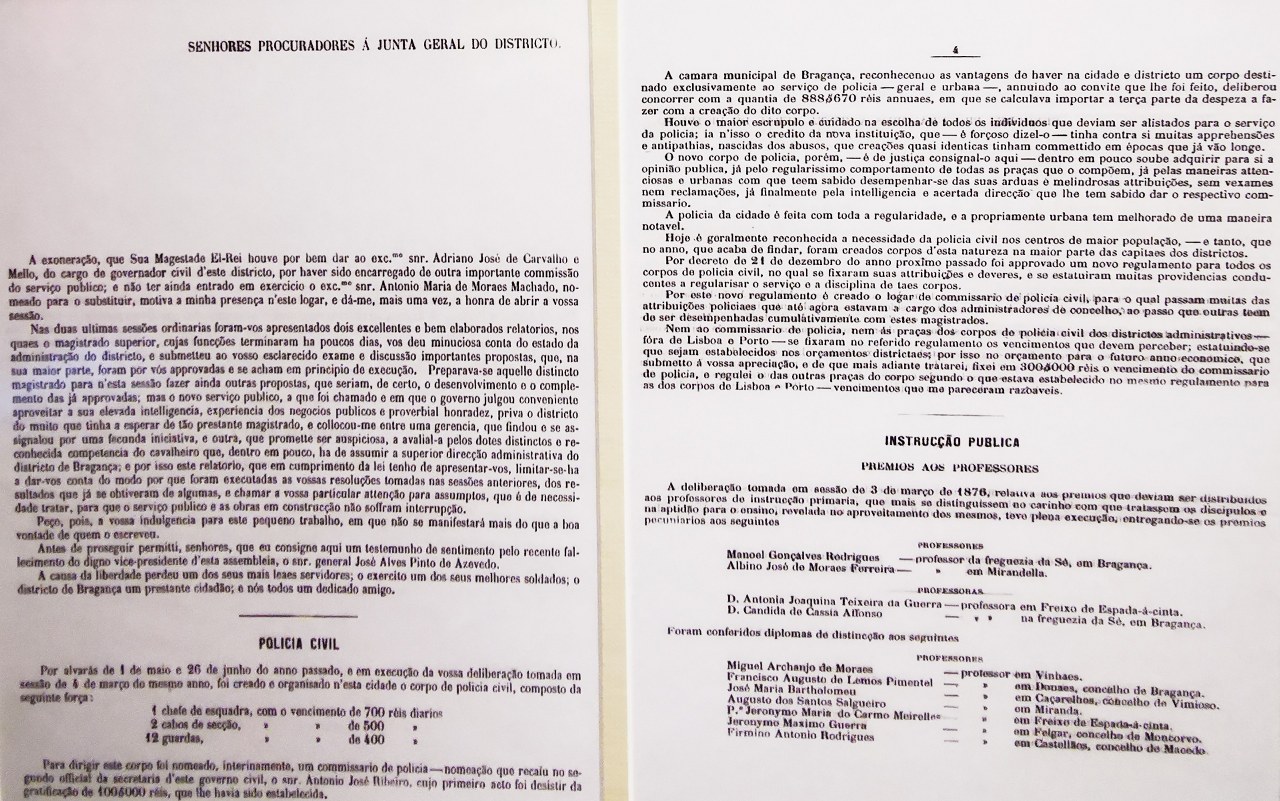 SENHORES PROCURADORES Á JUNTA GERAL DO DISTRICTO.
A exoneração, que Sua Magestade El-Rei houve por bem dar ao exc.mo snr. Adriano José de Carvalho e
Mello, do cargo de governador civil d'este districto, por haver sido encarregado de outra importante commissão
do serviço publico; e não ter ainda entrado em exercicio o exc.mo snr. Antonio Maria de Moraes Machado, no-
meado para o substituir, motiva a minha presença n'este logar, e dá-me, mais uma vez, a honra de abrir a vossa
sessão.
Nas duas ultimas sessões ordinarias foram-vos apresentados dois excellentes e bem elaborados relatorios, nos
quaes o magistrado superior, cujas funcções terminaram ha poucos dias, vos deu minuciosa conta do estado da
administração do districto, e submetteu ao vosso esclarecido exame e discussão importantes propostas, que, na
sua maior parte, foram por vós approvadas e se acham em principio de execução. Preparava-se aquelle distincto
magistrado para n'esta sessão fazer ainda outras propostas, que seriam, de certo, o desenvolvimento e o comple-
mento das já approvadas; mas o novo serviço publico, a que foi chamado e em que o governo julgou conveniente
aproveitar a sua elevada intelligencia, experiencia dos negocios publicos e proverbial honradez, priva o districto
do muito que tinha a esperar de tão prestante magistrado, e collocou-me entre uma gerencia, que findou e se as-
signalou por uma fecunda iniciativa, e outra, que promette ser auspiciosa, a avalial-a pelos dotes distinctos e re-
conhecida competencia do cavalheiro que, dentro em pouco, ha de assumir a superior direcção administrativa do
districto de Bragança; e por isso este relatorio, que em cumprimento da lei tenho de apresentar-vos, limitar-se-ha
a dar-vos conta do modo por que foram executadas as vossas resoluções tomadas nas sessões anteriores, dos re-
sultados que já se obtiveram de algumas, e chamar a vossa particular attenção para assumptos, que é de necessi-
dade tratar, para que o serviço publico e as obras em construcção não soffram interrupção.
Peço, pois, a vossa indulgencia para este pequeno trabalho, em que não se manifestará mais do que a boa
vontade de quem o escreveu.
Antes de proseguir permitti, senhores, que eu consigne aqui um testemunho de sentimento pelo recente fal-
lecimento do digno vice-presidente d'esta assembleia, o snr. general José Alves Pinto de Azevedo.
A causa da liberdade perdeu um dos seus mais leaes servidores; o exercito um dos seus melhores soldados; o
districto de Bragança um prestante cidadão; e nós todos um dedicado amigo.
POLICIA CIVIL
Por alvarás de 1 de maio e 26 de junho do anno passado, e em execução da vossa deliberação tomada em
sessão de 4 de março do mesmo anno, foi creado e organisado n'esta cidade o corpo de policia civil, composto da
seguinte força:
1 chefe de esquadra, com o vencimento de 700 réis diarios
2 cabos de secção, » » de 500 »
12 guardas, » » de 400 »
Para dirigir este corpo foi nomeado, interinamente, um commissario de policia—nomeação que recaíu no se-
gundo official da secretaria d'este governo civil, o snr. Antonio José Ribeiro, cujo primeiro acto foi desistir da
gratificação de 100$000 réis, que lhe havia sido estabelecida.
4
A camara municipal de Bragança, reconhecendo as vantagens de haver na cidade e districto um corpo desti-
nado exclusivamente ao serviço de policia—geral e urbana—, annuindo ao convite que lhe foi feito, deliberou
concorrer com a quantia de 888$670 réis annuaes, em que se calculava importar a terça parte da despeza a fa-
zer com a creação do dito corpo.
Houve o maior escrupulo e cuidado na escolha de todos os individuos que deviam ser alistados para o serviço
da policia; ia n'isso o credito da nova instituição, que—é forçoso dizel-o—tinha contra si muitas apprehensões
e antipathias, nascidas dos abusos, que creações quasi identicas tinham commettido em épocas que já vão longe.
O novo corpo de policia, porém,—é de justiça consignal-o aqui—dentro em pouco soube adquirir para si a
opinião publica, já pelo regularissimo comportamento de todas as praças que o compõem, já pelas maneiras atten-
ciosas e urbanas com que teem sabido desempenhar-se das suas arduas e melindrosas attribuições, sem vexames
nem reclamações, já finalmente pela intelligencia e acertada direcção que lhe tem sabido dar o respectivo com-
missario.
A policia da cidade é feita com toda a regularidade, e a propriamente urbana tem melhorado de uma maneira
notavel.
Hoje é geralmente reconhecida a necessidade da policia civil nos centros de maior população,—e tanto, que
no anno, que acaba de findar, foram creados corpos d'esta natureza na maior parte das capitaes dos districtos.
Por decreto de 21 de dezembro do anno proximo passado foi approvado um novo regulamento para todos os
corpos de policia civil, no qual se fixaram suas attribuições e deveres, e se estatuiram muitas providencias condu-
centes a regularisar o serviço e a disciplina de taes corpos.
Por este novo regulamento é creado o logar de commissario de policia civil, para o qual passam muitas das
attribuições policiaes que até agora estavam a cargo dos administradores de concelho, ao passo que outras teem
de ser desempenhadas cumulativamente com estes magistrados.
Nem ao commissario de policia, nem ás praças dos corpos de policia civil dos districtos administrativos—
fóra de Lisboa e Porto—se fixaram no referido regulamento os vencimentos que devem perceber; estatuindo-se
que sejam estabelecidos nos orçamentos districtaes; por isso no orçamento para o futuro anno economico, que
submetto á vossa apreciação, e de que mais adiante tratarei, fixei em 300$000 réis o vencimento do commissario
de policia, e regulei o das outras praças do corpo segundo o que estava estabelecido no mesmo regulamento para
as dos corpos de Lisboa e Porto—vencimentos que me pareceram razoaveis.
INSTRUCÇÃO PUBLICA
PREMIOS AOS PROFESSORES
A deliberação tomada em sessão de 3 de março de 1876, relativa aos premios que deviam ser distribuidos
aos professores de instrucção primaria, que mais se distinguissem no carinho com que tratassem os discipulos e
na aptidão para o ensino, revelada no aproveitamento dos mesmos, teve plena execução, entregando-se os premios
pecuniarios aos seguintes
PROFESSORES
Manoel Gonçalves Rodrigues —professor da freguezia da Sé, em Bragança.
Albino José de Moraes Ferreira— » em Mirandella.
PROFESSORAS
D. Antonia Joaquina Teixeira da Guerra—professora em Freixo de Espada-á-cinta.
D. Candida de Cassia Affonso — » » na freguezia da Sé, em Bragança.
Foram conferidos diplomas de distincção aos seguintes
PROFESSORES
Miguel Archanjo de Moraes —professor em Vinhaes.
Francisco Augusto de Lemos Pimentel — » em Donaes, concelho de Bragança.
José Maria Bartholomeu — » em Caçarelhos, concelho de Vimioso.
Augusto dos Santos Salgueiro — » em Miranda.
P.e Jeronymo Maria do Carmo Meirelles — » em Freixo de Espada-á-cinta.
Jeronymo Maximo Guerra — » em Felgar, concelho de Moncorvo.
Firmino Antonio Rodrigues — » em Castellãos, concelho de Macedo.